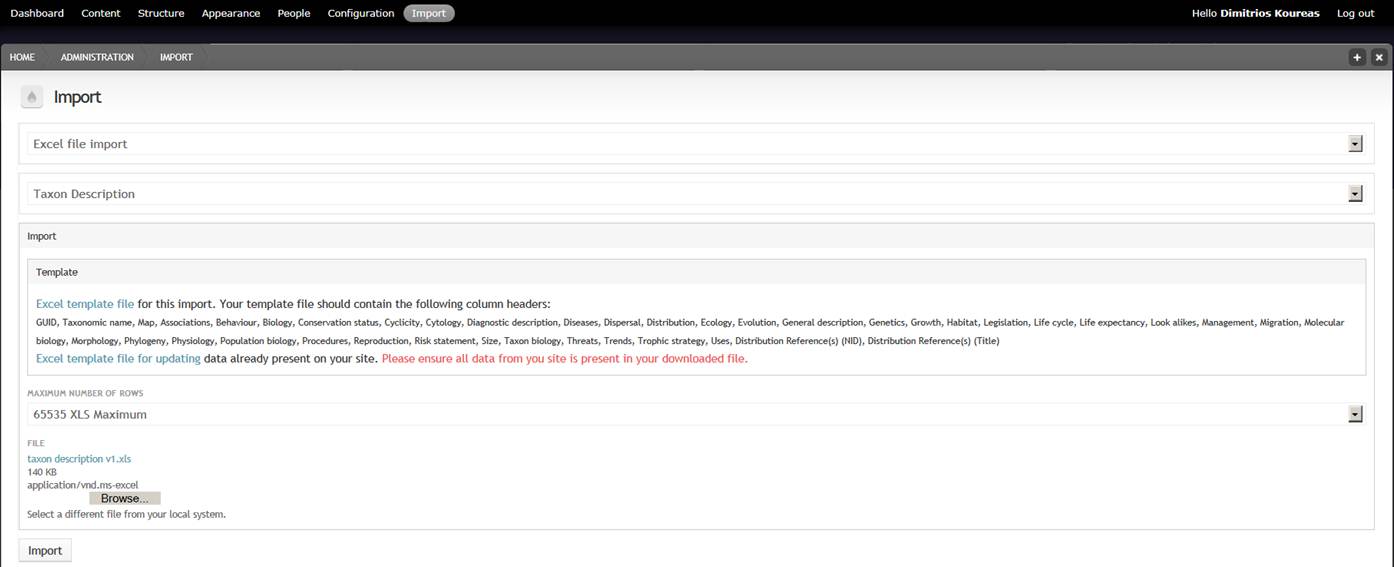 Dashboard Content Structure Appearance People Configuration Import Hello Dimitrios Koureas Log out
HOME ADMINISTRATION IMPORT
Import
Excel file import
Taxon Description
Import
Template
Excel template file for this import. Your template file should contain the following column headers:
GUID, Taxonomic name, Map, Associations, Behaviour, Biology, Conservation status, Cyclicity, Cytology, Diagnostic description, Diseases, Dispersal, Distribution, Ecology, Evolution, General description, Genetics, Growth, Habitat, Legislation, Life cycle, Life expectancy, Look alikes, Management, Migration, Molecular
biology, Morphology, Phylogeny, Physiology, Population biology, Procedures, Reproduction, Risk statement, Size, Taxon biology, Threats, Trends, Trophic strategy, Uses, Distribution Reference(s) (NID), Distribution Reference(s) (Title)
Excel template file for updating data already present on your site. Please ensure all data from you site is present in your downloaded file.
MAXIMUM NUMBER OF ROWS
65535 XLS Maximum
FILE
taxon description v1.xls
140 KB
application/vnd.ms-excel
Browse...
Select a different file from your local system.
Import